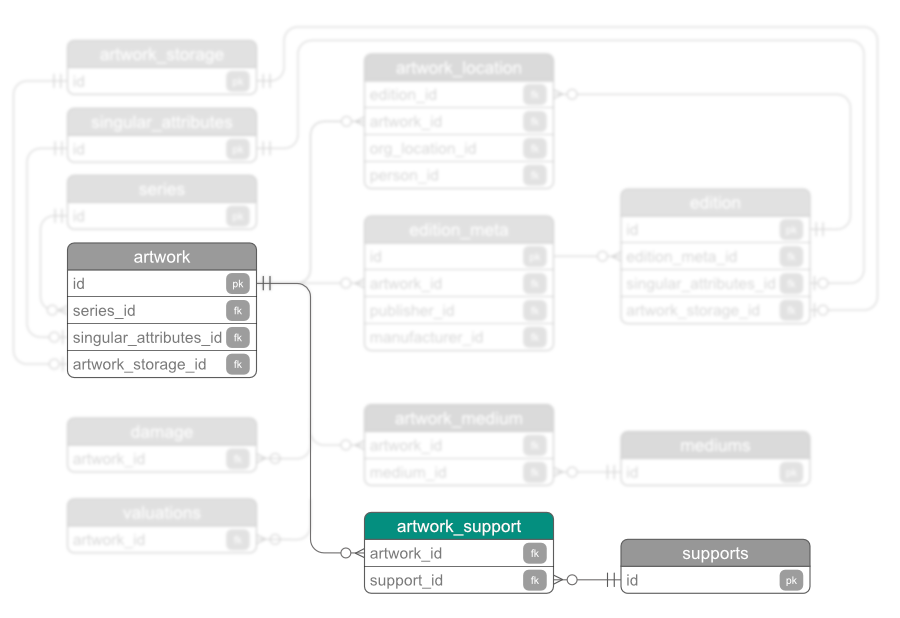 artwork_storage
id pk
singular_attributes
id pk
series
id pk
artwork
id pk
series_id fk
singular_attributes_id fk
artwork_storage_id fk
damage
artwork_id fk
valuations
artwork_id fk
artwork_location
edition_id fk
artwork_id fk
org_location_id fk
person_id fk
edition_meta
id pk
artwork_id fk
publisher_id fk
manufacturer_id fk
artwork_medium
artwork_id fk
medium_id fk
artwork_support
artwork_id fk
support_id fk
edition
id pk
edition_meta_id fk
singular_attributes_id fk
artwork_storage_id fk
mediums
id pk
supports
id pk